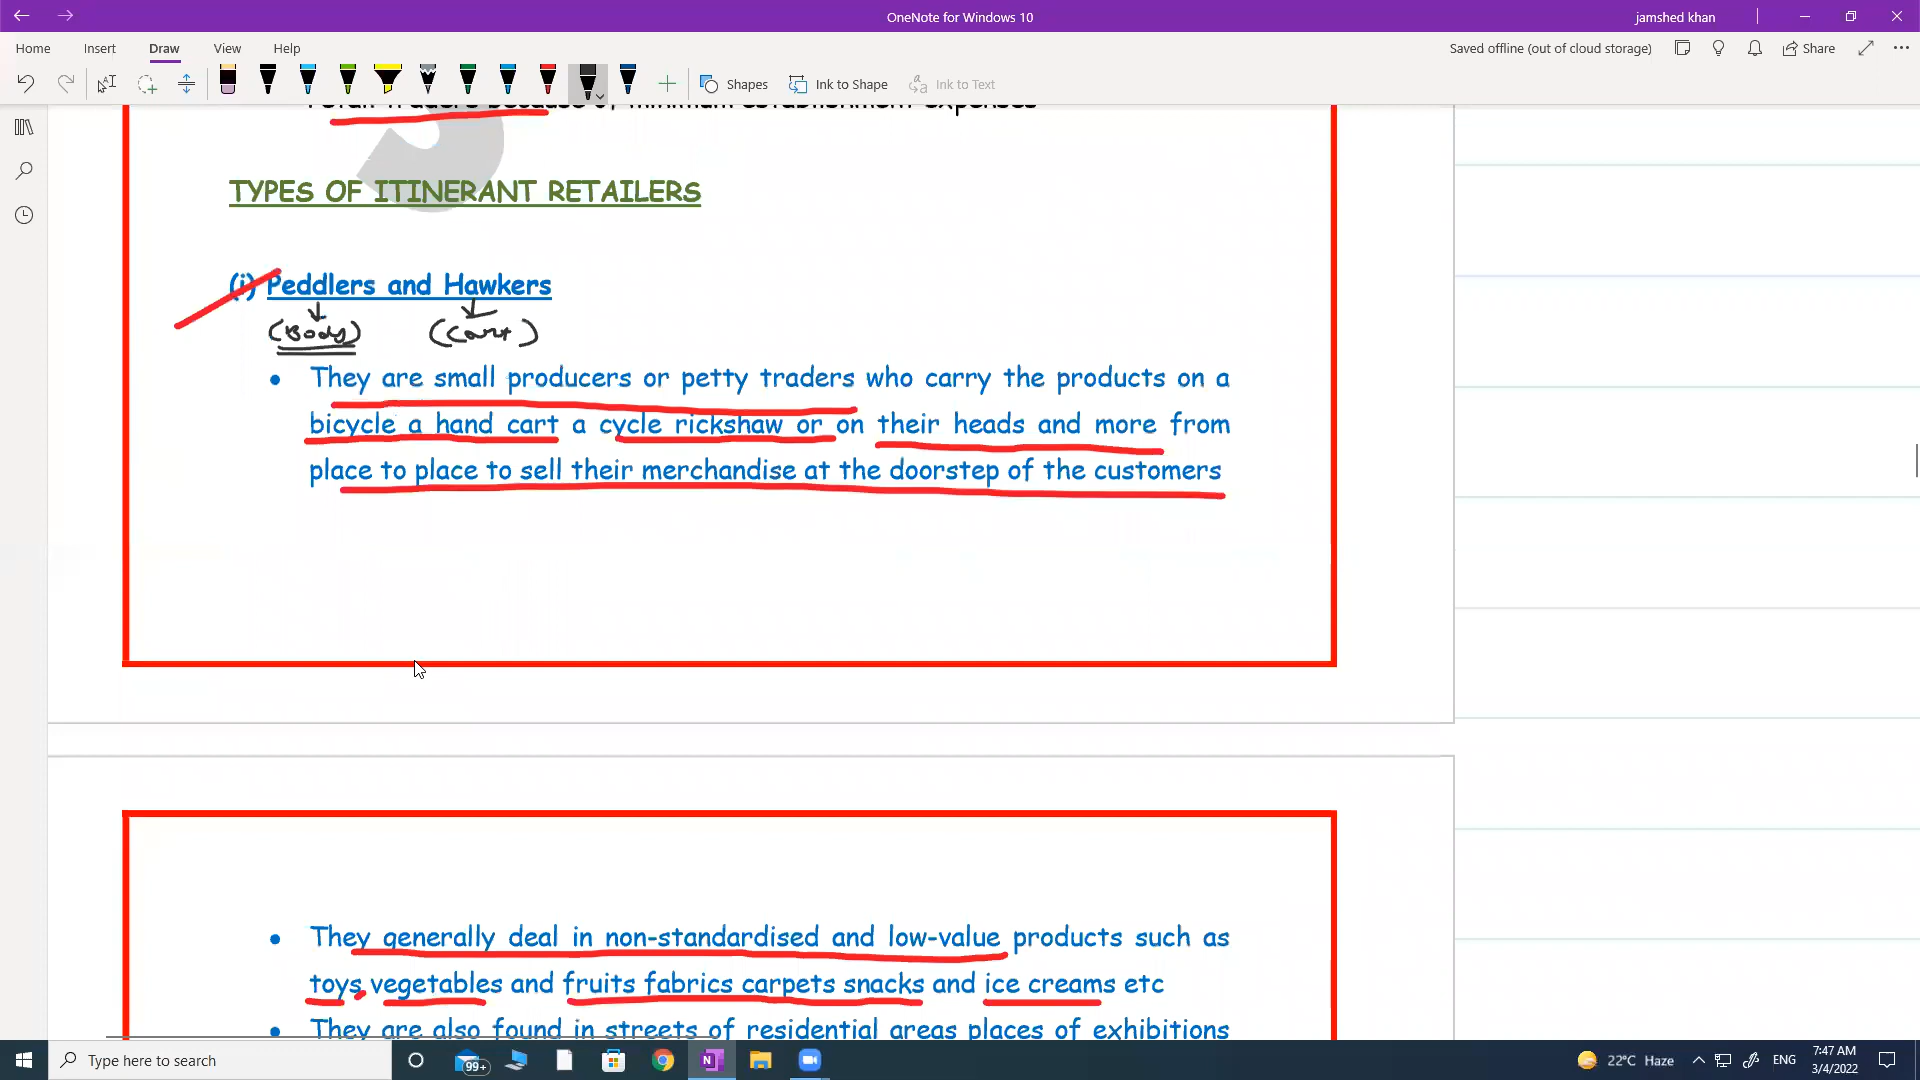 OneNote for Windows 10
jamshed khan
Home Insert Draw View Help
Saved offline (out of cloud storage)
Share
Shapes
Ink to Shape
Ink to Text
Traders because minimum establishment expenses
TYPES OF ITINERANT RETAILERS
(i) Peddlers and Hawkers
(Body) (Cart)
• They are small producers or petty traders who carry the products on a
bicycle a hand cart a cycle rickshaw or on their heads and more from
place to place to sell their merchandise at the doorstep of the customers
• They generally deal in non-standardised and low-value products such as
toys, vegetables and fruits fabrics carpets snacks and ice creams etc
• They are also found in streets of residential areas places of exhibitions
Type here to search
99+
22°C Haze
ENG
7:47 AM
3/4/2022